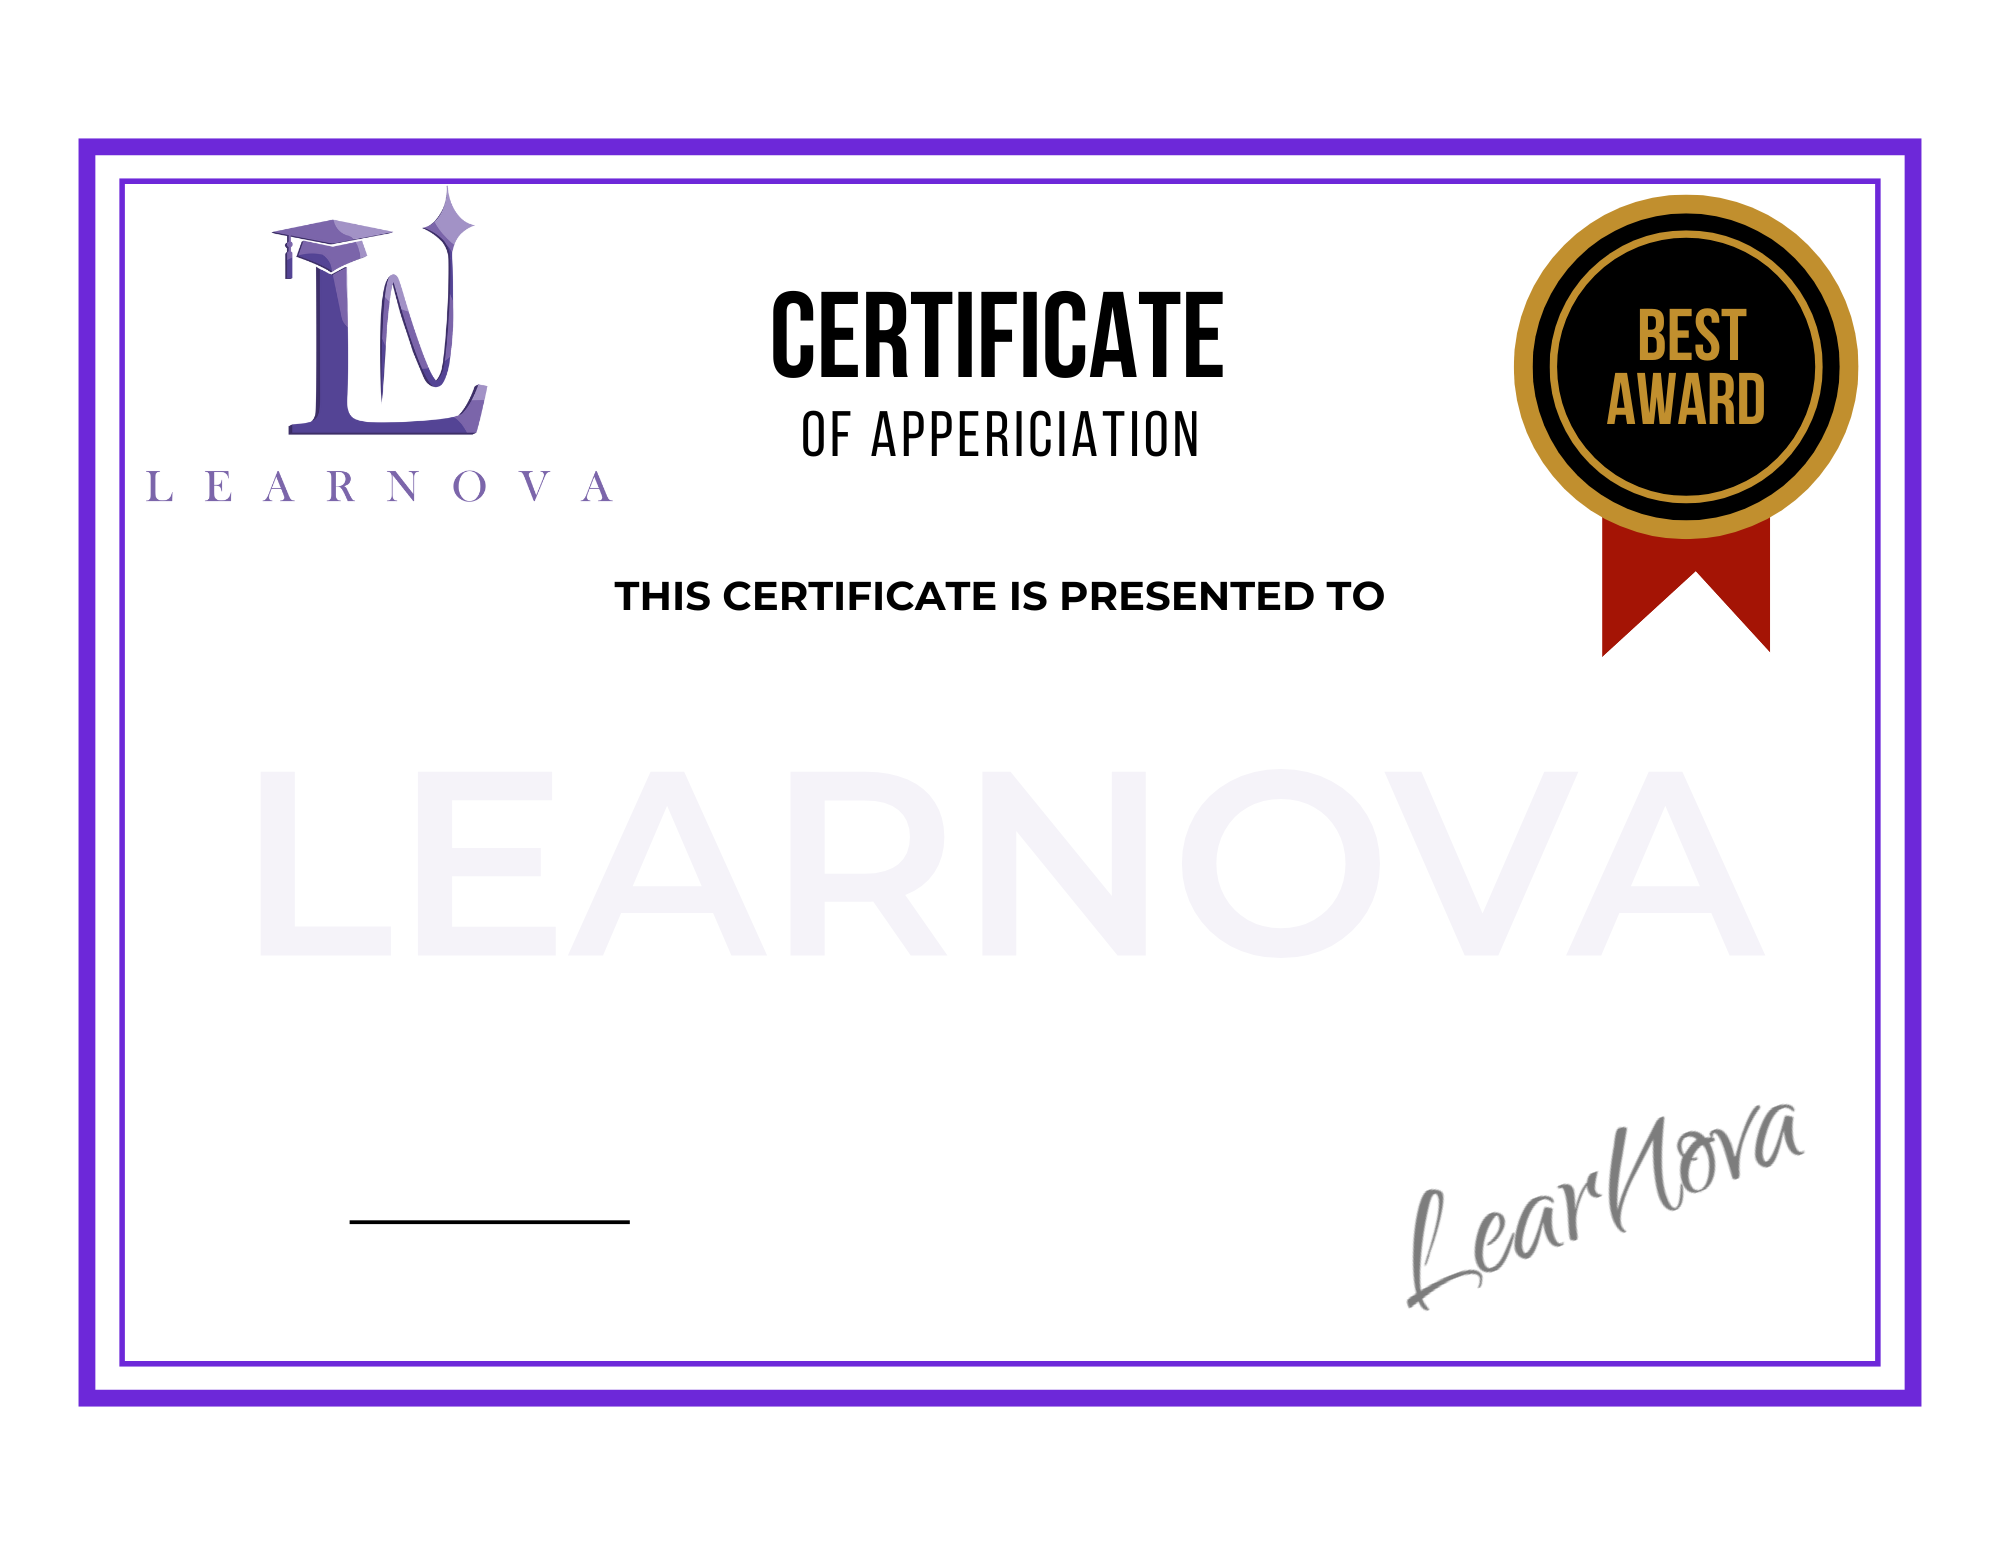 LEARNOVA
CERTIFICATE
OF APPERICIATION
BEST
AWARD
THIS CERTIFICATE IS PRESENTED TO
LEARNOVA
LearNova